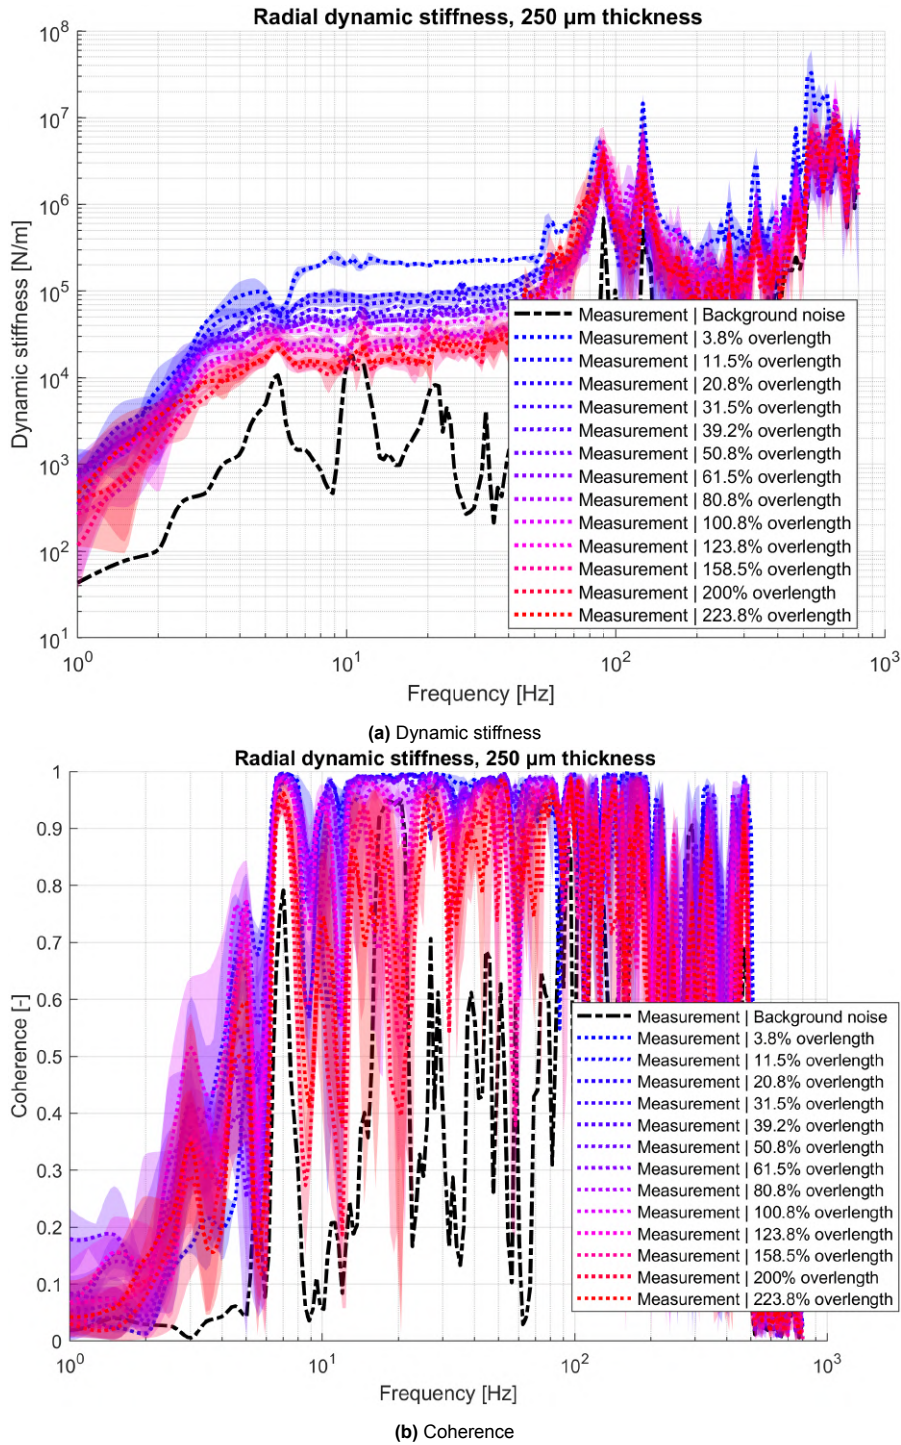 Radial dynamic stiffness, 250 µm thickness
10^8
10^7
10^6
10^5
10^4
10^3
10^2
10^1
Dynamic stiffness [N/m]
Measurement | Background noise
Measurement | 3.8% overlength
Measurement | 11.5% overlength
Measurement | 20.8% overlength
Measurement | 31.5% overlength
Measurement | 39.2% overlength
Measurement | 50.8% overlength
Measurement | 61.5% overlength
Measurement | 80.8% overlength
Measurement | 100.8% overlength
Measurement | 123.8% overlength
Measurement | 158.5% overlength
Measurement | 200% overlength
Measurement | 223.8% overlength
10^0 10^1 10^2 10^3
Frequency [Hz]
(a) Dynamic stiffness
Radial dynamic stiffness, 250 µm thickness
1
0.9
0.8
0.7
0.6
0.5
0.4
0.3
0.2
0.1
0
Coherence [-]
Measurement | Background noise
Measurement | 3.8% overlength
Measurement | 11.5% overlength
Measurement | 20.8% overlength
Measurement | 31.5% overlength
Measurement | 39.2% overlength
Measurement | 50.8% overlength
Measurement | 61.5% overlength
Measurement | 80.8% overlength
Measurement | 100.8% overlength
Measurement | 123.8% overlength
Measurement | 158.5% overlength
Measurement | 200% overlength
Measurement | 223.8% overlength
10^0 10^1 10^2 10^3
Frequency [Hz]
(b) Coherence